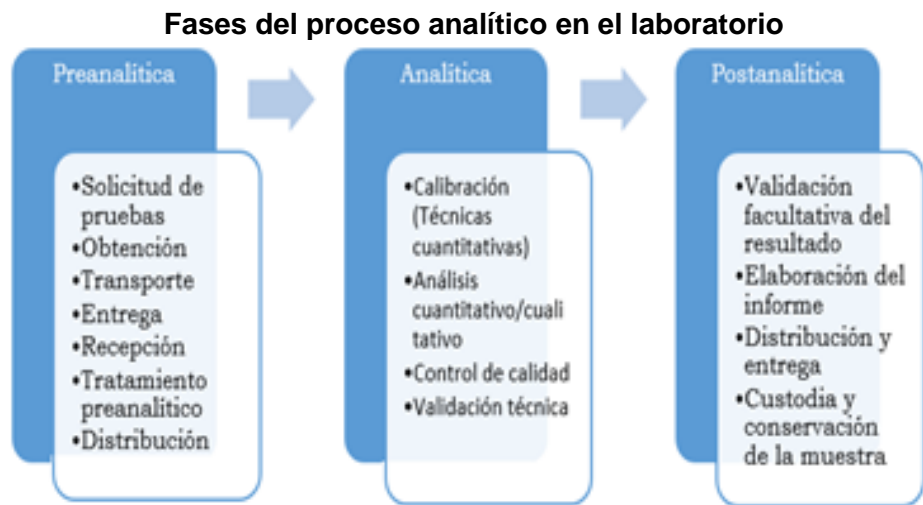 Fases del proceso analítico en el laboratorio
Preanalítica
•Solicitud de
pruebas
•Obtención
•Transporte
•Entrega
•Recepción
•Tratamiento
preanalítico
•Distribución
Analítica
•Calibración
(Técnicas
cuantitativas)
•Análisis
cuantitativo/cuali
tativo
•Control de calidad
•Validación técnica
Postanalítica
•Validación
facultativa del
resultado
•Elaboración del
informe
•Distribución y
entrega
•Custodia y
conservación
de la muestra